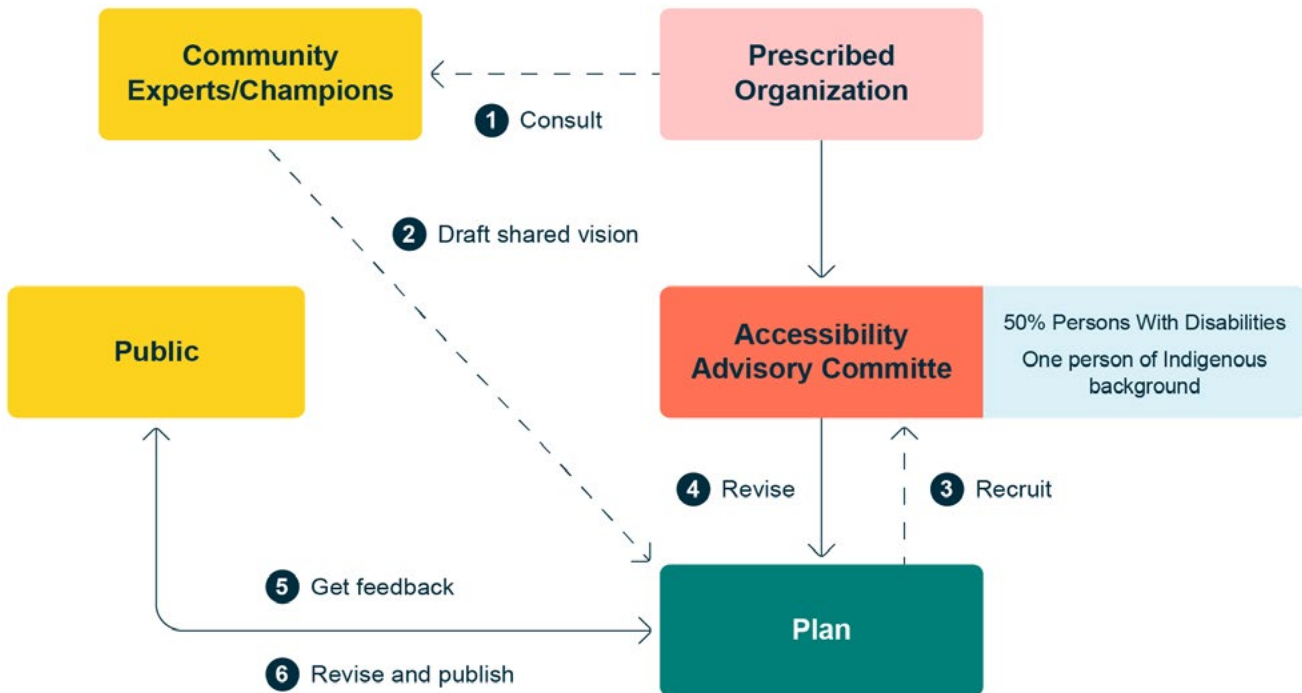 Community
Experts/Champions
Prescribed
Organization
1 Consult
2 Draft shared vision
Public
Accessibility
Advisory Committe
50% Persons With Disabilities
One person of Indigenous
background
4 Revise
3 Recruit
5 Get feedback
Plan
6 Revise and publish